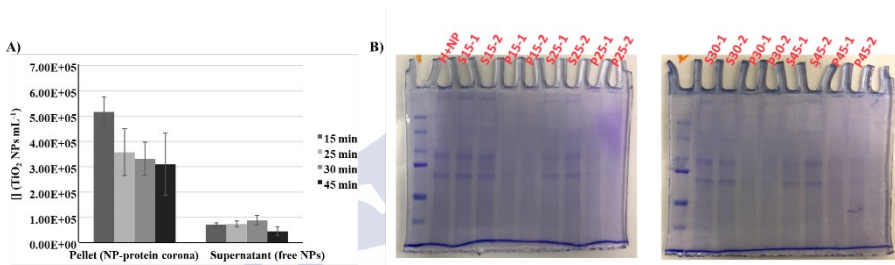 A)
7.00E+05
6.00E+05
5.00E+05
4.00E+05
3.00E+05
2.00E+05
1.00E+05
0.00E+00
[] (TiO₂ NPs mL⁻¹)
Pellet (NP-protein corona)
Supernatant (free NPs)
15 min
25 min
30 min
45 min
B)
H+NP
S15-1
S15-2
P15-1
P15-2
S25-1
S25-2
P25-1
P25-2
S30-1
S30-2
P30-1
P30-2
S45-1
S45-2
P45-1
P45-2